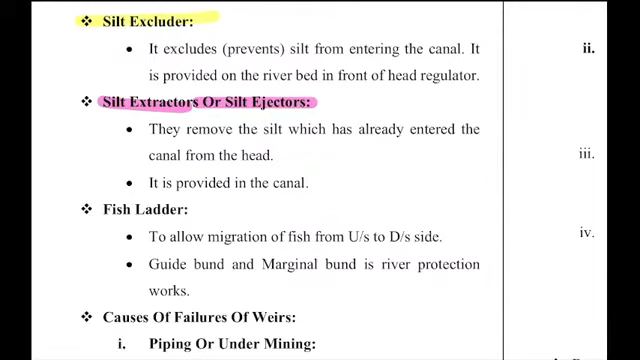 ❖ Silt Excluder:
• It excludes (prevents) silt from entering the canal. It
is provided on the river bed in front of head regulator.
❖ Silt Extractors Or Silt Ejectors:
• They remove the silt which has already entered the
canal from the head.
• It is provided in the canal.
❖ Fish Ladder:
• To allow migration of fish from U/s to D/s side.
• Guide bund and Marginal bund is river protection
works.
❖ Causes Of Failures Of Weirs:
i. Piping Or Under Mining:
ii.
iii.
iv.